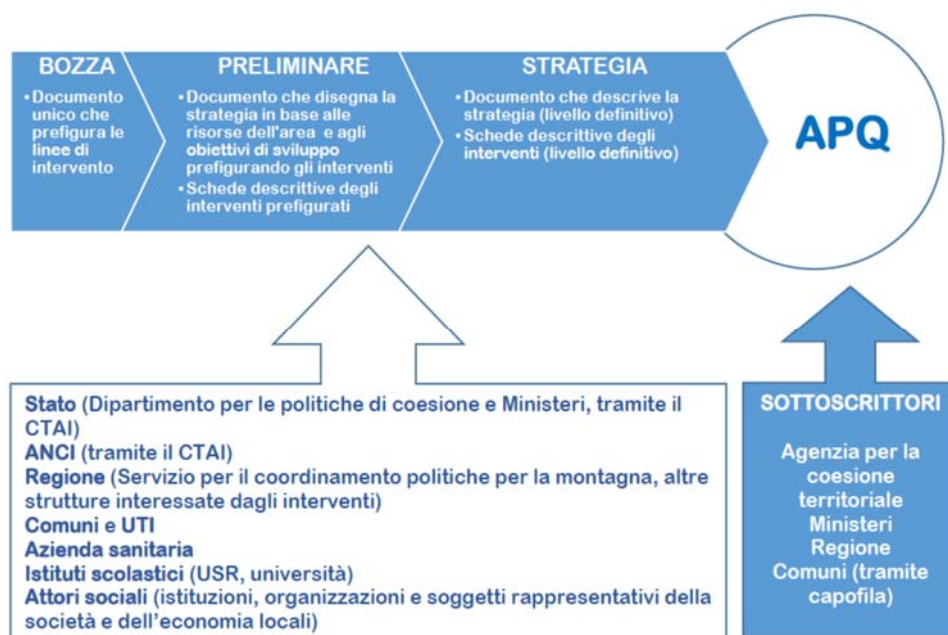 BOZZA
•Documento
unico che
prefigura le
linee di
intervento
PRELIMINARE
•Documento che disegna la
strategia in base alle
risorse dell'area e agli
obiettivi di sviluppo
prefigurando gli interventi
•Schede descrittive degli
interventi prefigurati
STRATEGIA
•Documento che descrive la
strategia (livello definitivo)
•Schede descrittive degli
interventi (livello definitivo)
APQ
Stato (Dipartimento per le politiche di coesione e Ministeri, tramite il
CTAI)
ANCI (tramite il CTAI)
Regione (Servizio per il coordinamento politiche per la montagna, altre
strutture interessate dagli interventi)
Comuni e UTI
Azienda sanitaria
Istituti scolastici (USR, università)
Attori sociali (istituzioni, organizzazioni e soggetti rappresentativi della
società e dell'economia locali)
SOTTOSCRITTORI
Agenzia per la
coesione
territoriale
Ministeri
Regione
Comuni (tramite
capofila)